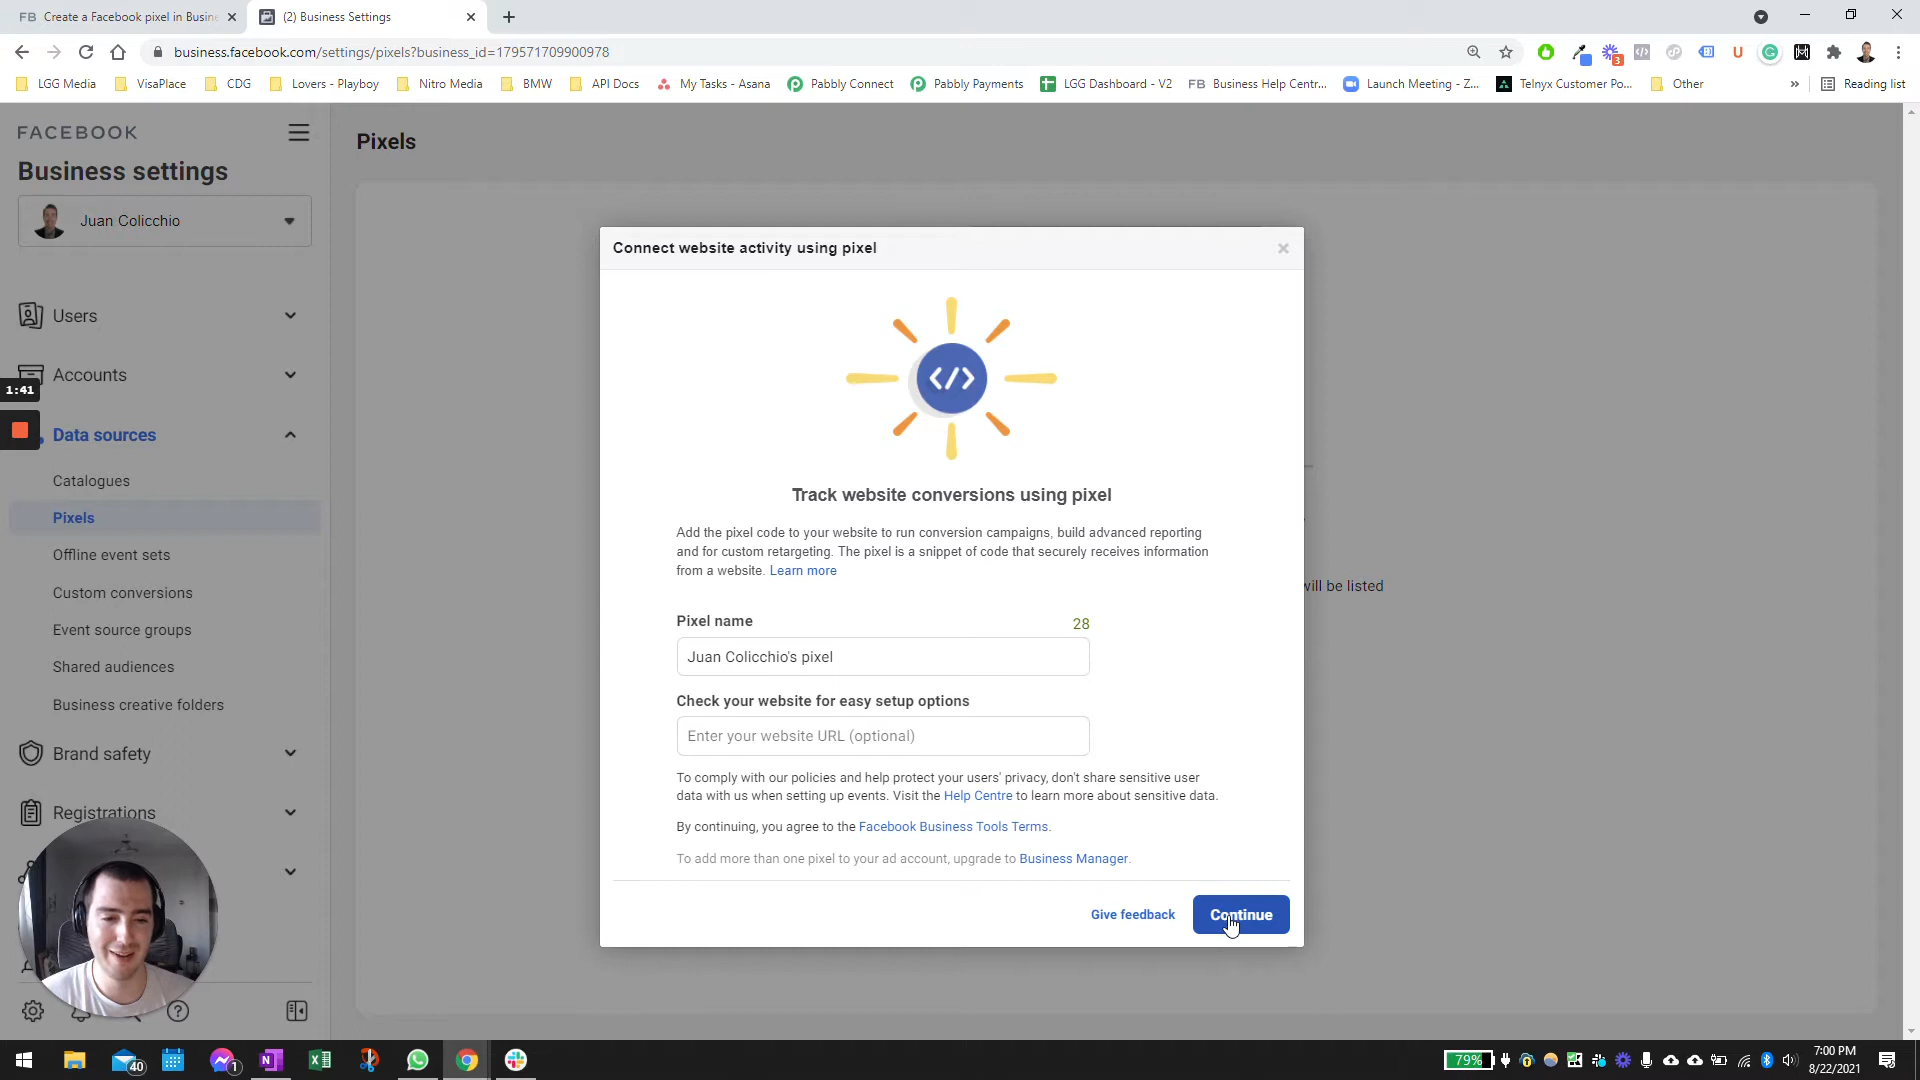 FB Create a Facebook pixel in Busin
(2) Business Settings
business.facebook.com/settings/pixels?business_id=179571709900978
3
U
LGG Media
VisaPlace
CDG
Lovers - Playboy
Nitro Media
BMW
API Docs
My Tasks - Asana
Pabbly Connect
Pabbly Payments
LGG Dashboard - V2
FB Business Help Centr...
Launch Meeting - Z...
Telnyx Customer Po...
Other
»
Reading list
FACEBOOK
Business settings
Juan Colicchio
Users
Accounts
1:41
Data sources
Catalogues
Pixels
Offline event sets
Custom conversions
Event source groups
Shared audiences
Business creative folders
Brand safety
Registrations
Pixels
will be listed
Connect website activity using pixel
</>
Track website conversions using pixel
Add the pixel code to your website to run conversion campaigns, build advanced reporting
and for custom retargeting. The pixel is a snippet of code that securely receives information
from a website. Learn more
Pixel name
28
Juan Colicchio's pixel
Check your website for easy setup options
Enter your website URL (optional)
To comply with our policies and help protect your users' privacy, don't share sensitive user
data with us when setting up events. Visit the Help Centre to learn more about sensitive data.
By continuing, you agree to the Facebook Business Tools Terms.
To add more than one pixel to your ad account, upgrade to Business Manager.
Give feedback
Continue
40
1
79%
7:00 PM
8/22/2021